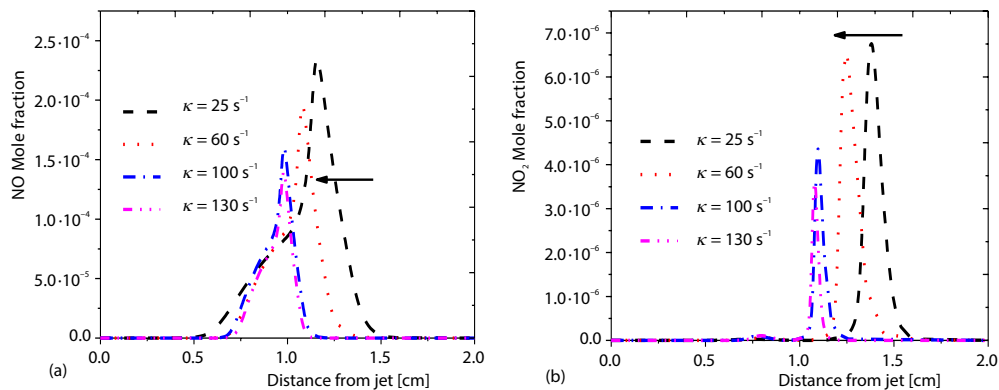 2.5·10⁻⁴
2.0·10⁻⁴
1.5·10⁻⁴
1.0·10⁻⁴
5.0·10⁻⁵
0.0
NO Mole fraction
κ = 25 s⁻¹
κ = 60 s⁻¹
κ = 100 s⁻¹
κ = 130 s⁻¹
0.0 0.5 1.0 1.5 2.0
(a) Distance from jet [cm]
7.0·10⁻⁶
6.0·10⁻⁶
5.0·10⁻⁶
4.0·10⁻⁶
3.0·10⁻⁶
2.0·10⁻⁶
1.0·10⁻⁶
0.0
NO₂ Mole fraction
κ = 25 s⁻¹
κ = 60 s⁻¹
κ = 100 s⁻¹
κ = 130 s⁻¹
0.0 0.5 1.0 1.5 2.0
(b) Distance from jet [cm]